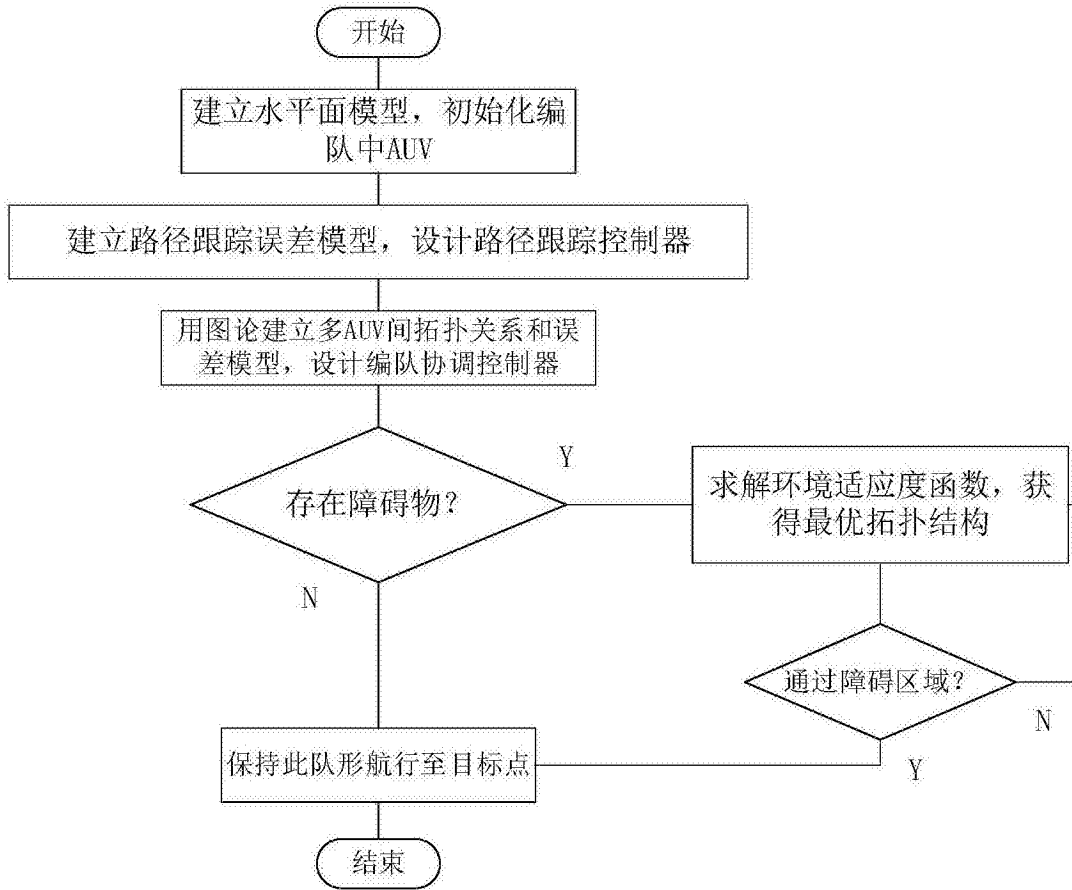 开始
建立水平面模型，初始化编
队中AUV
建立路径跟踪误差模型，设计路径跟踪控制器
用图论建立多AUV间拓扑关系和误
差模型，设计编队协调控制器
存在障碍物？
Y
求解环境适应度函数，获
得最优拓扑结构
N
通过障碍区域？
N
Y
保持此队形航行至目标点
结束